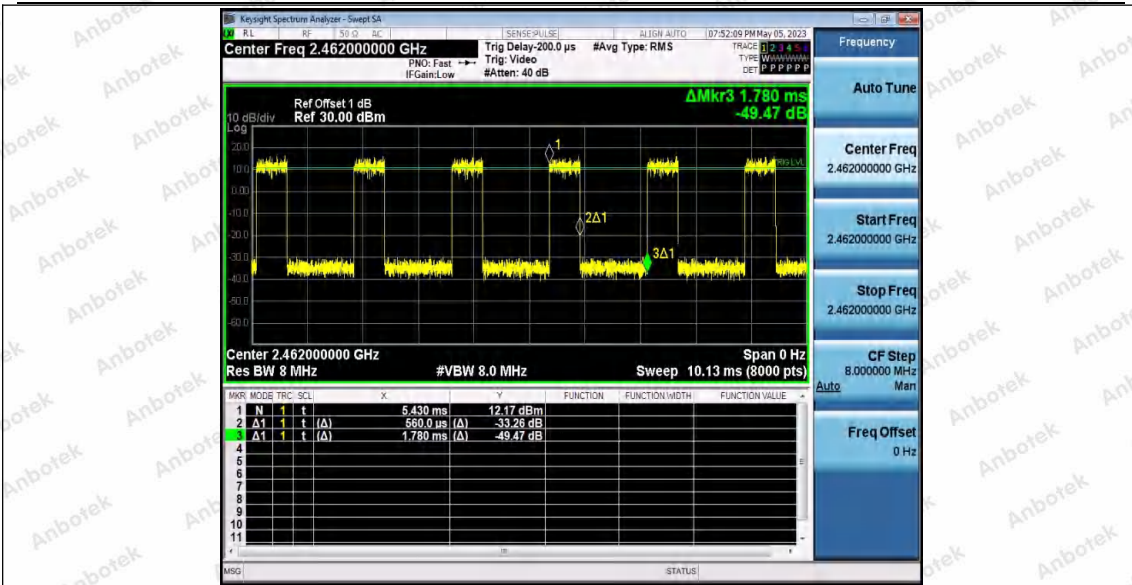 Keysight Spectrum Analyzer - Swept SA
RL RF 50 Ω AC SENSE:PULSE ALIGN AUTO 07:52:09 PM May 05, 2023
Center Freq 2.462000000 GHz
PNO: Fast
IFGain:Low
Trig Delay-200.0 µs
Trig: Video
#Atten: 40 dB
#Avg Type: RMS
TRACE 1 2 3 4 5 6
TYPE
DET P P P P P P
Ref Offset 1 dB
10 dB/div Ref 30.00 dBm
Log
ΔMkr3 1.780 ms
-49.47 dB
20.0
10.0
0.00
-10.0
-20.0
-30.0
-40.0
-50.0
-60.0
1
TRIG LVL
2Δ1
3Δ1
Center 2.462000000 GHz Span 0 Hz
Res BW 8 MHz #VBW 8.0 MHz Sweep 10.13 ms (8000 pts)
MKR MODE TRC SCL X Y FUNCTION FUNCTION WIDTH FUNCTION VALUE
1 N 1 t 5.430 ms 12.17 dBm
2 Δ1 1 t (Δ) 560.0 µs (Δ) -33.26 dB
3 Δ1 1 t (Δ) 1.780 ms (Δ) -49.47 dB
4
5
6
7
8
9
10
11
MSG STATUS
Frequency
Auto Tune
Center Freq
2.462000000 GHz
Start Freq
2.462000000 GHz
Stop Freq
2.462000000 GHz
CF Step
8.000000 MHz
Auto Man
Freq Offset
0 Hz
Anbotek